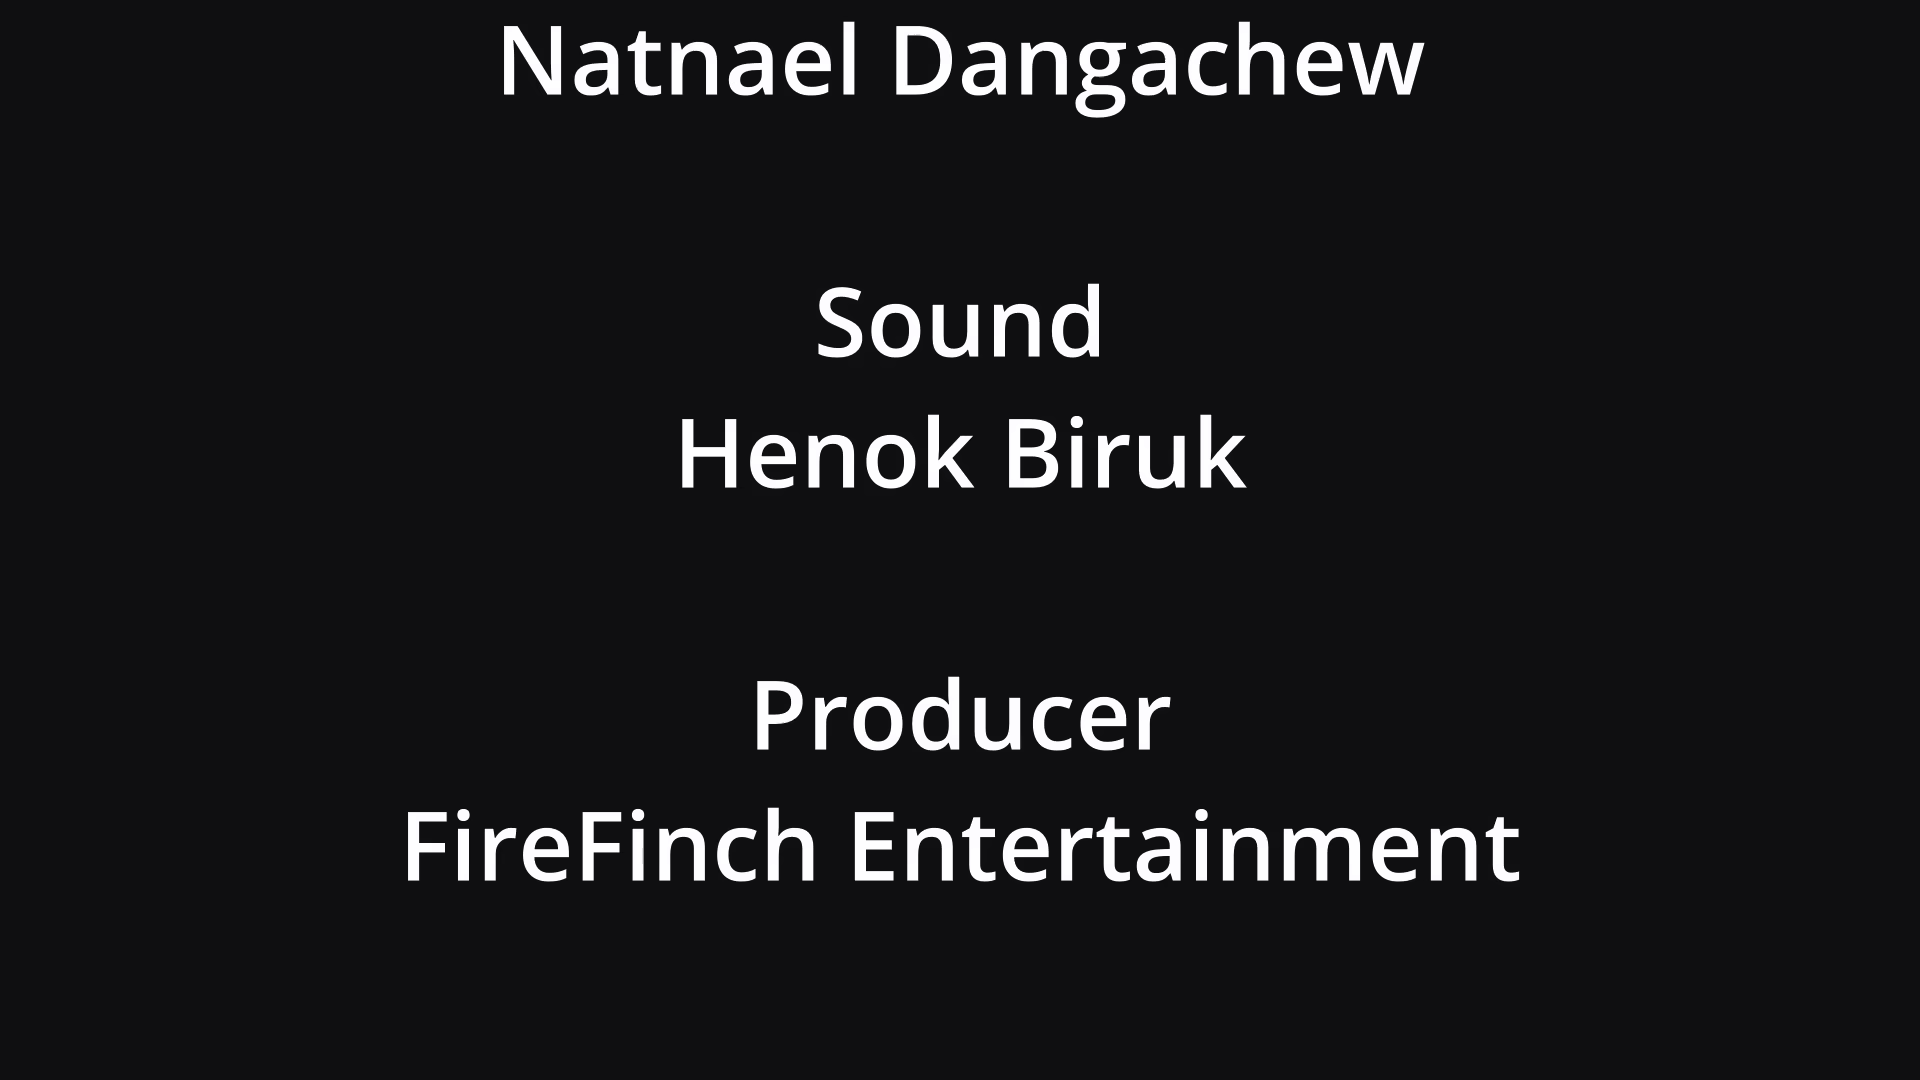 Natnael Dangachew
Sound
Henok Biruk
Producer
FireFinch Entertainment